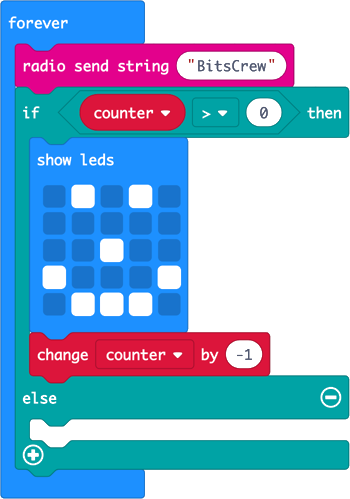 forever
radio send string "BitsCrew"
if counter > 0 then
show leds
change counter by -1
else